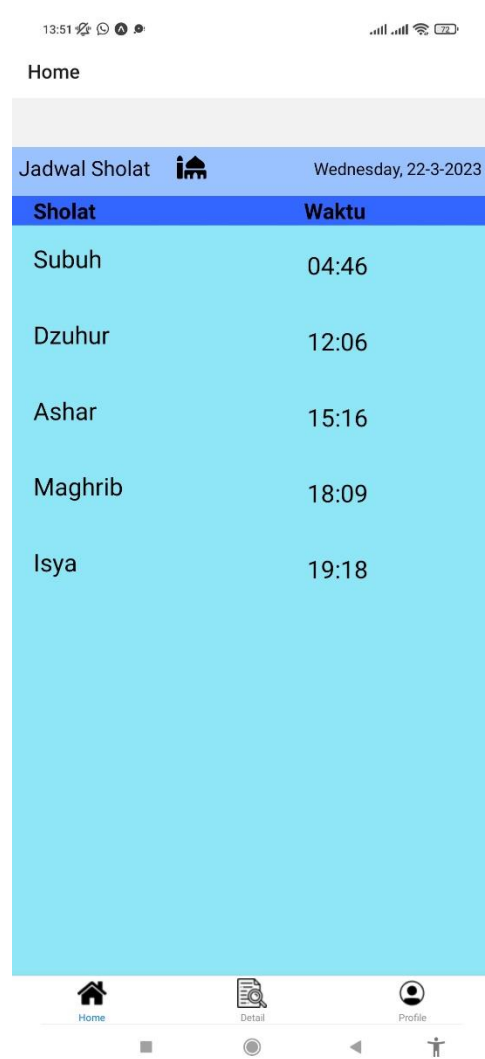 13:51 72
Home
Jadwal Sholat Wednesday, 22-3-2023
Sholat Waktu
Subuh 04:46
Dzuhur 12:06
Ashar 15:16
Maghrib 18:09
Isya 19:18
Home Detail Profile